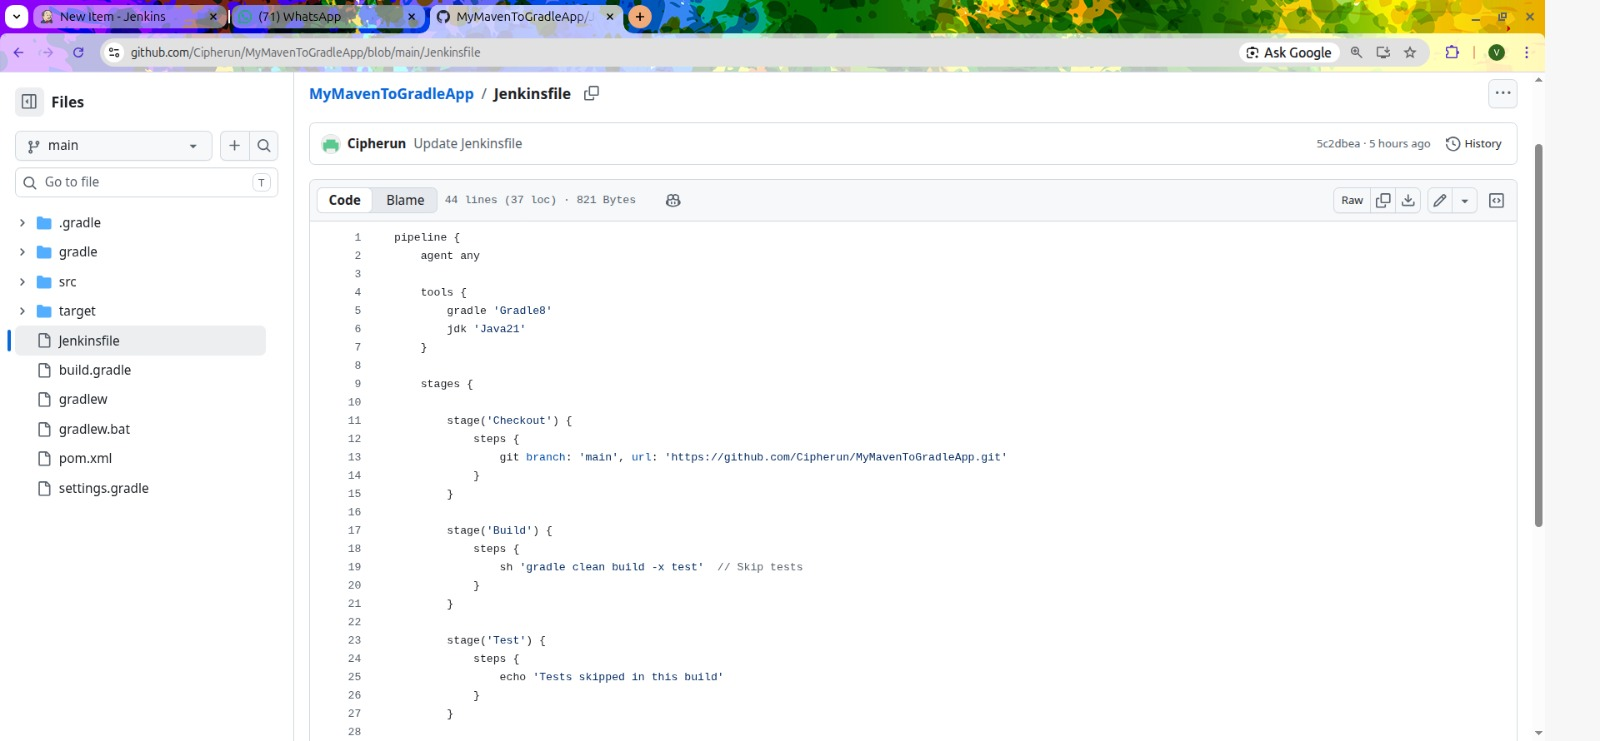 New Item - Jenkins
(71) WhatsApp
MyMavenToGradleApp/J
github.com/Cipherun/MyMavenToGradleApp/blob/main/Jenkinsfile
Ask Google
V
Files
main
Go to file
T
.gradle
gradle
src
target
Jenkinsfile
build.gradle
gradlew
gradlew.bat
pom.xml
settings.gradle
MyMavenToGradleApp / Jenkinsfile
Cipherun Update Jenkinsfile
5c2dbea · 5 hours ago
History
Code Blame 44 lines (37 loc) · 821 Bytes
Raw
1 pipeline {
2 agent any
3
4 tools {
5 gradle 'Gradle8'
6 jdk 'Java21'
7 }
8
9 stages {
10
11 stage('Checkout') {
12 steps {
13 git branch: 'main', url: 'https://github.com/Cipherun/MyMavenToGradleApp.git'
14 }
15 }
16
17 stage('Build') {
18 steps {
19 sh 'gradle clean build -x test'  // Skip tests
20 }
21 }
22
23 stage('Test') {
24 steps {
25 echo 'Tests skipped in this build'
26 }
27 }
28